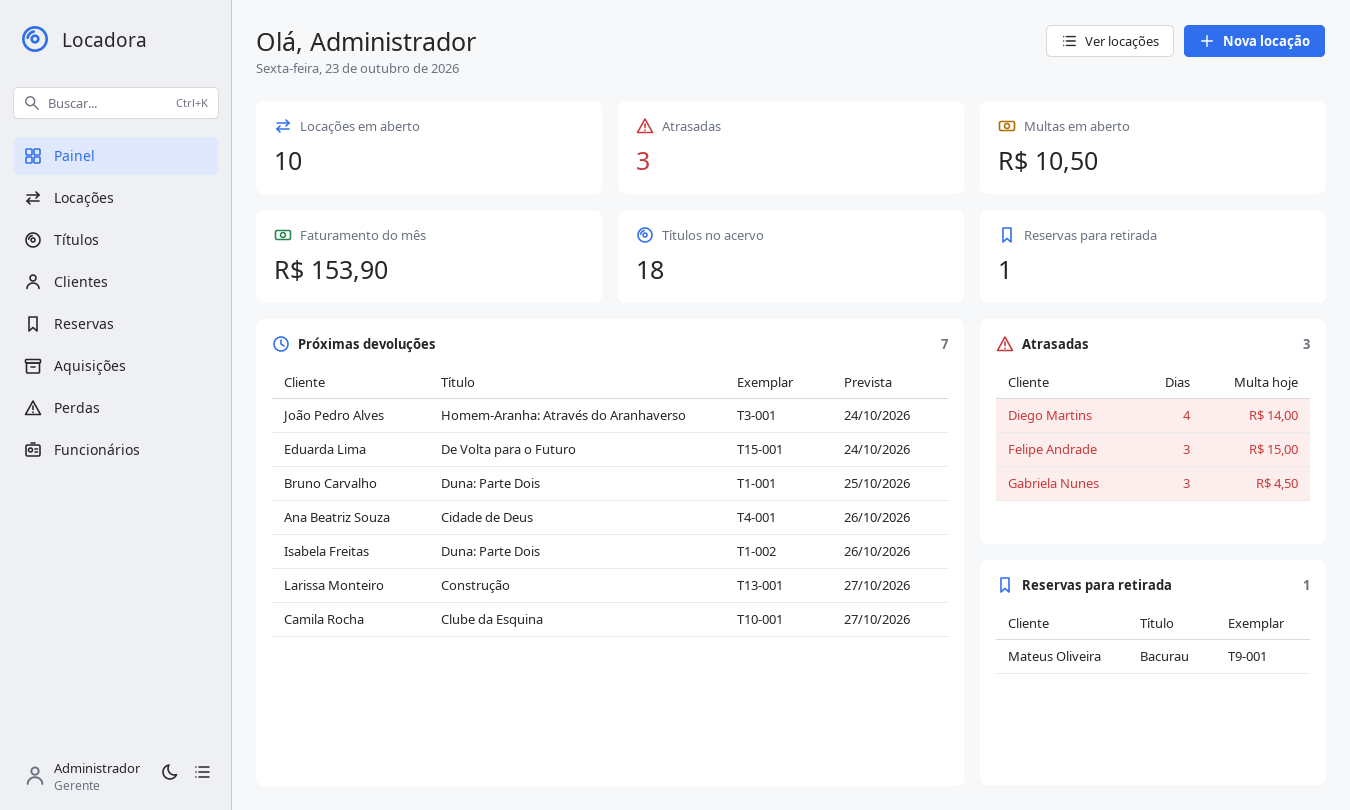 Locadora
Buscar... Ctrl+K
Painel
Locações
Títulos
Clientes
Reservas
Aquisições
Perdas
Funcionários
Administrador
Gerente
Olá, Administrador
Sexta-feira, 23 de outubro de 2026
Ver locações
Nova locação
Locações em aberto
10
Atrasadas
3
Multas em aberto
R$ 10,50
Faturamento do mês
R$ 153,90
Títulos no acervo
18
Reservas para retirada
1
Próximas devoluções 7
Cliente Título Exemplar Prevista
João Pedro Alves Homem-Aranha: Através do Aranhaverso T3-001 24/10/2026
Eduarda Lima De Volta para o Futuro T15-001 24/10/2026
Bruno Carvalho Duna: Parte Dois T1-001 25/10/2026
Ana Beatriz Souza Cidade de Deus T4-001 26/10/2026
Isabela Freitas Duna: Parte Dois T1-002 26/10/2026
Larissa Monteiro Construção T13-001 27/10/2026
Camila Rocha Clube da Esquina T10-001 27/10/2026
Atrasadas 3
Cliente Dias Multa hoje
Diego Martins 4 R$ 14,00
Felipe Andrade 3 R$ 15,00
Gabriela Nunes 3 R$ 4,50
Reservas para retirada 1
Cliente Título Exemplar
Mateus Oliveira Bacurau T9-001